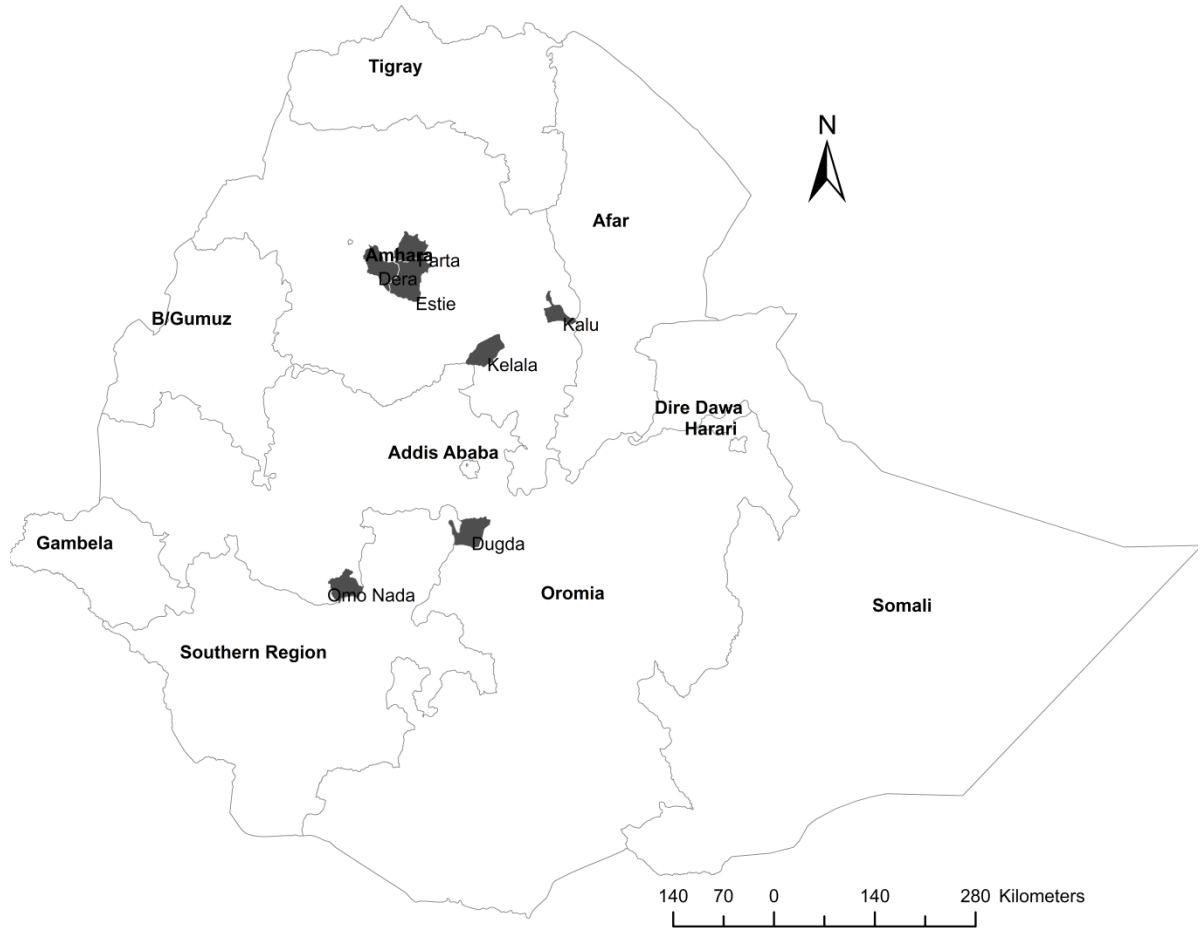 Tigray
N
Afar
Amhara
Farta
Dera
Estie
B/Gumuz
Kalu
Kelala
Dire Dawa
Harari
Addis Ababa
Gambela
Dugda
Omo Nada
Oromia
Somali
Southern Region
140 70 0 140 280 Kilometers